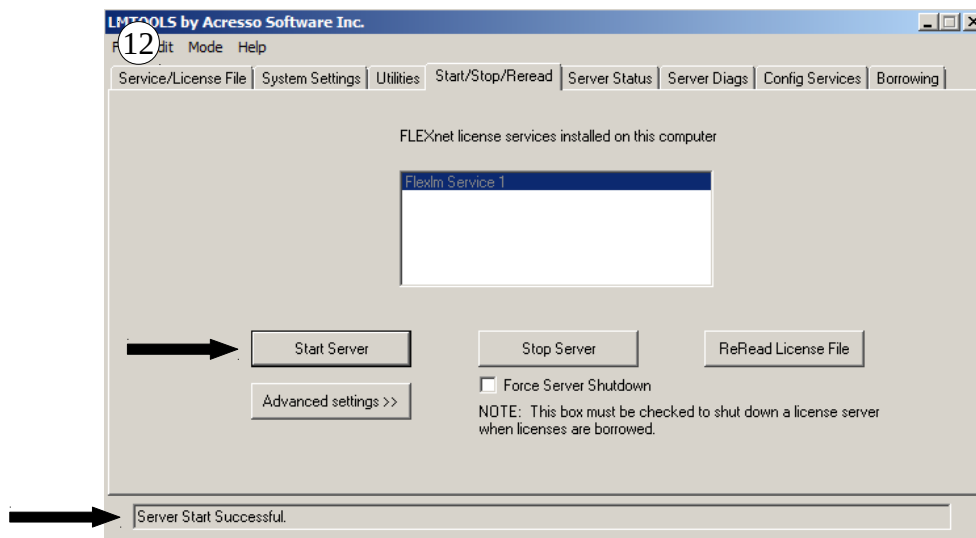 LMTOOLS by Acresso Software Inc.
12
Edit Mode Help
Service/License File System Settings Utilities Start/Stop/Reread Server Status Server Diags Config Services Borrowing
FLEXnet license services installed on this computer
Flexlm Service 1
Start Server Stop Server ReRead License File
Force Server Shutdown
Advanced settings >>
NOTE: This box must be checked to shut down a license server
when licenses are borrowed.
Server Start Successful.